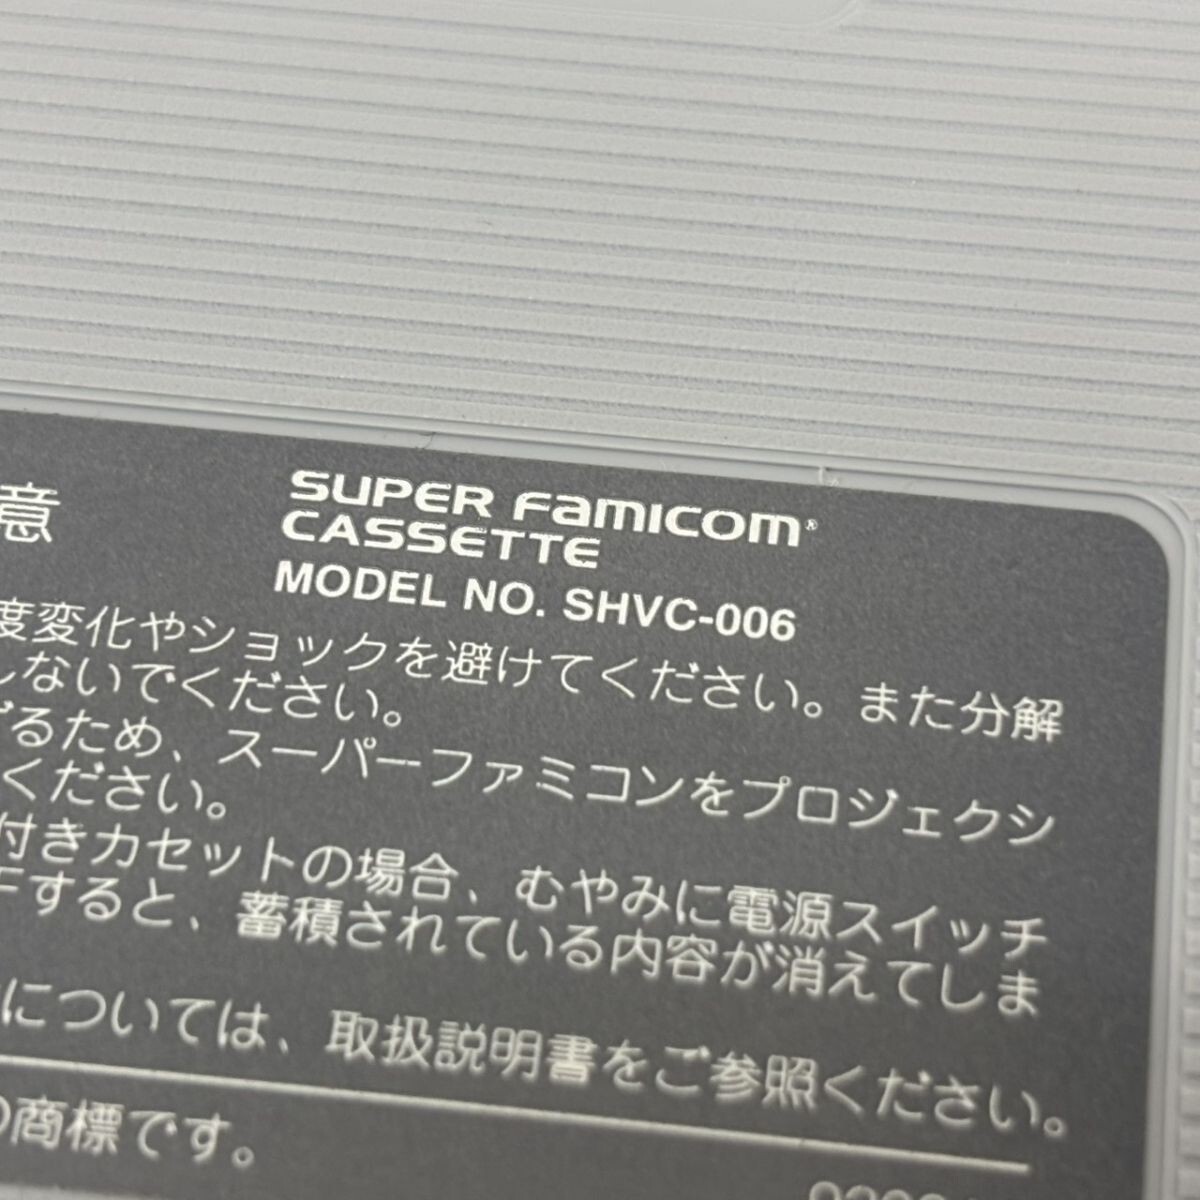 意
SUPER FAMICOM®
CASSETTE
MODEL NO. SHVC-006
度変化やショックを避けてください。また分解
しないでください。
ずるため、スーパーファミコンをプロジェクシ
ください。
付きカセットの場合、むやみに電源スイッチ
すると、蓄積されている内容が消えてしま
については、取扱説明書をご参照ください。
の商標です。